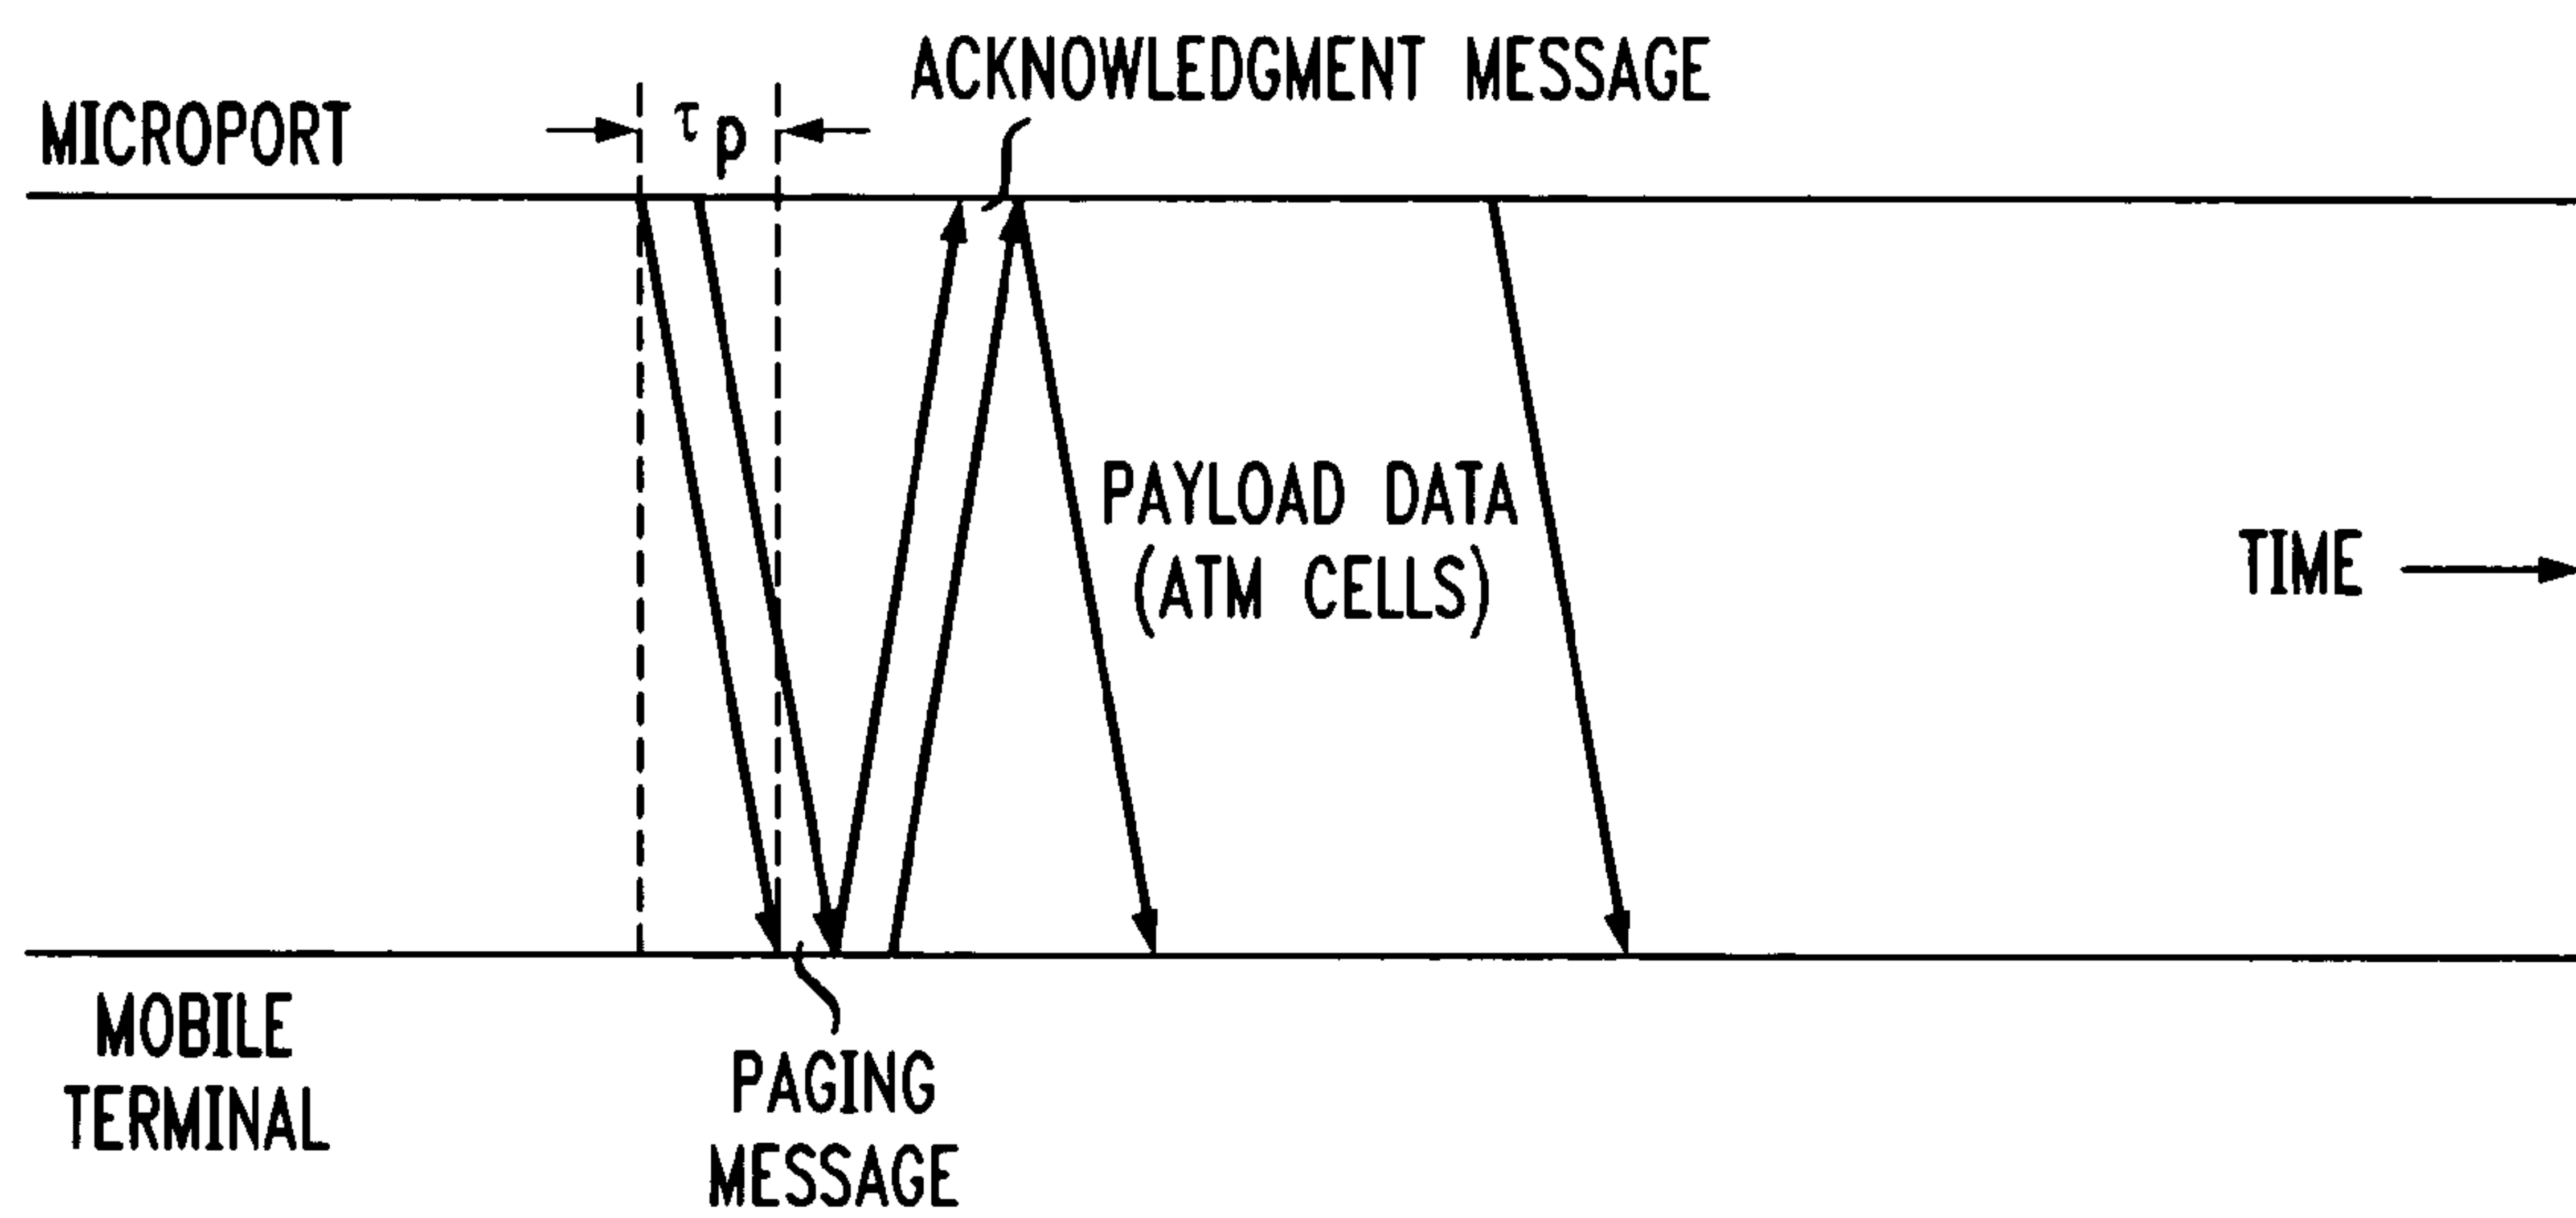 ACKNOWLEDGMENT MESSAGE
MICROPORT
τp
PAYLOAD DATA
(ATM CELLS)
TIME
MOBILE
TERMINAL
PAGING
MESSAGE